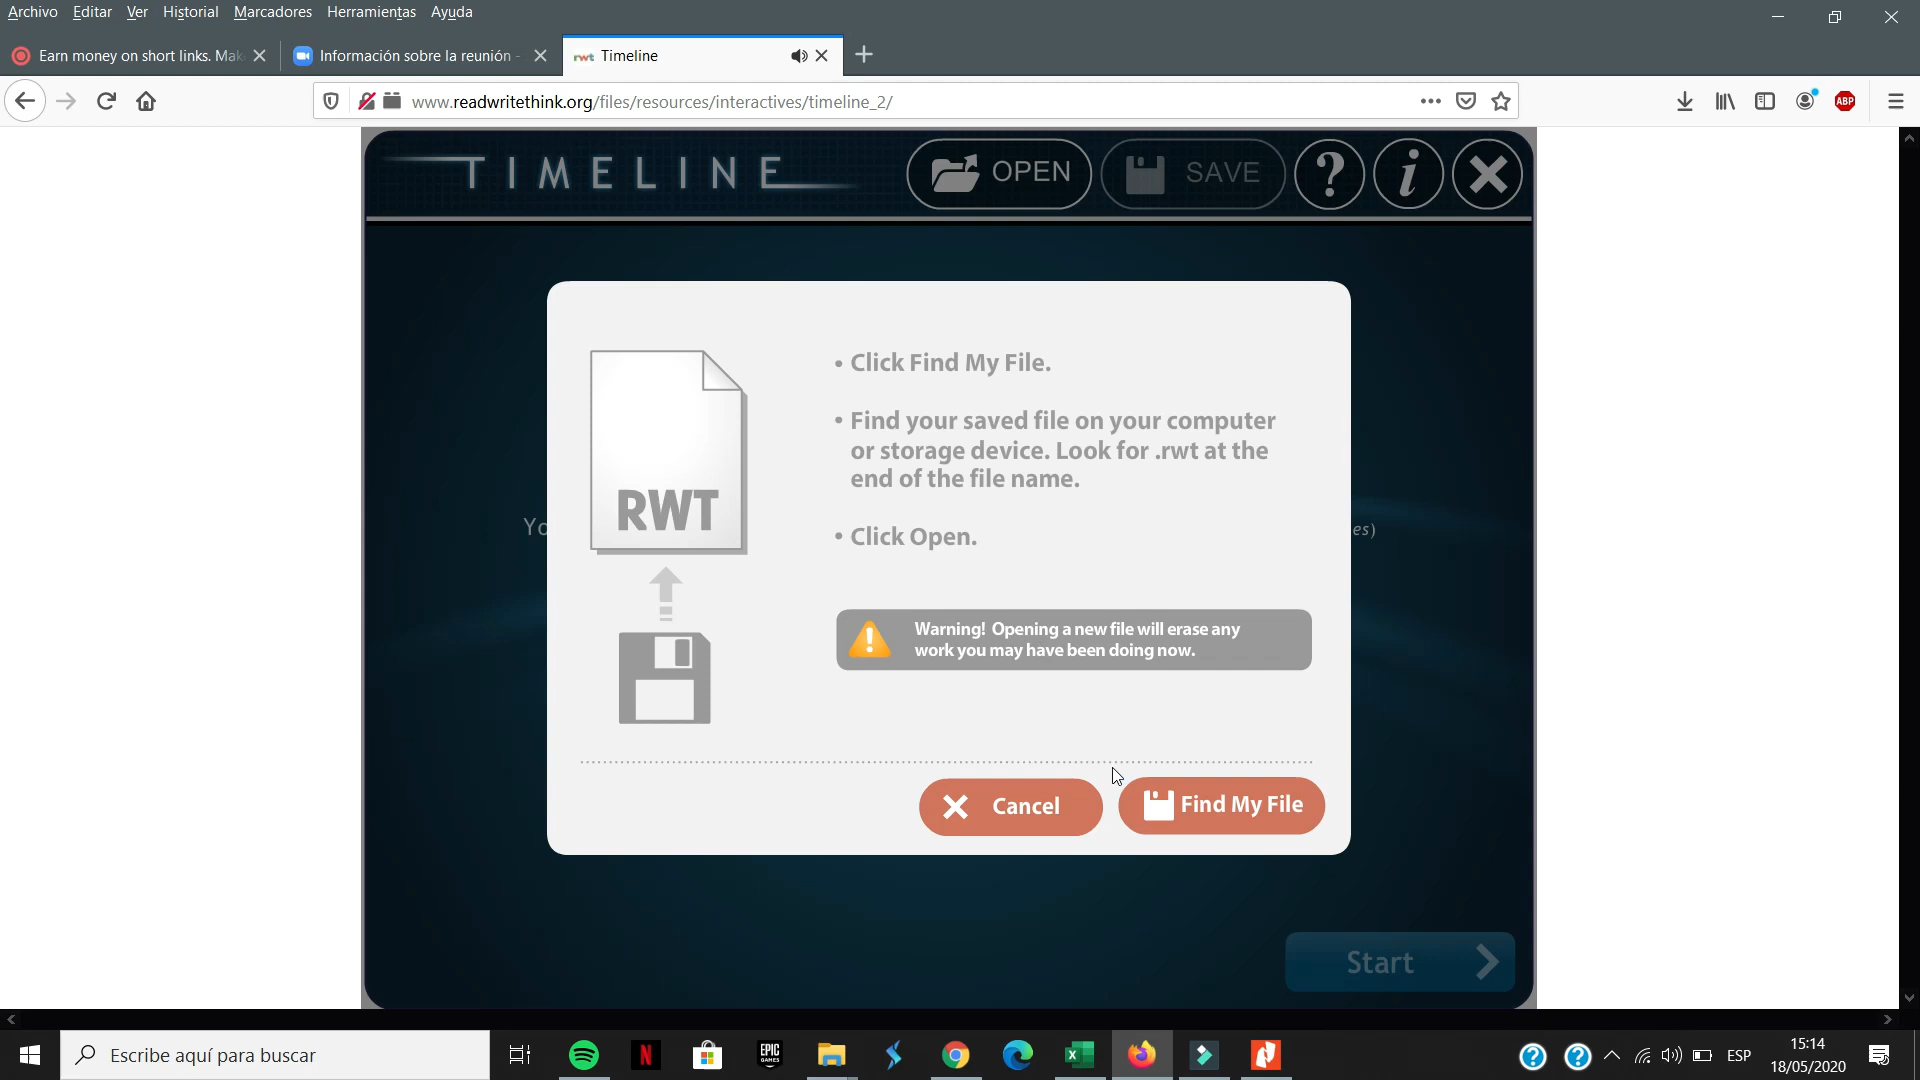 Archivo Editar Ver Historial Marcadores Herramientas Ayuda
Earn money on short links. Mak
Información sobre la reunión -
rwt Timeline
www.readwritethink.org/files/resources/interactives/timeline_2/
ABP
TIMELINE
OPEN
SAVE
?
i
• Click Find My File.
• Find your saved file on your computer
or storage device. Look for .rwt at the
end of the file name.
• Click Open.
RWT
Yo
es)
Warning! Opening a new file will erase any
work you may have been doing now.
Cancel
Find My File
Start
Escribe aquí para buscar
EPIC
GAMES
ESP
15:14
18/05/2020